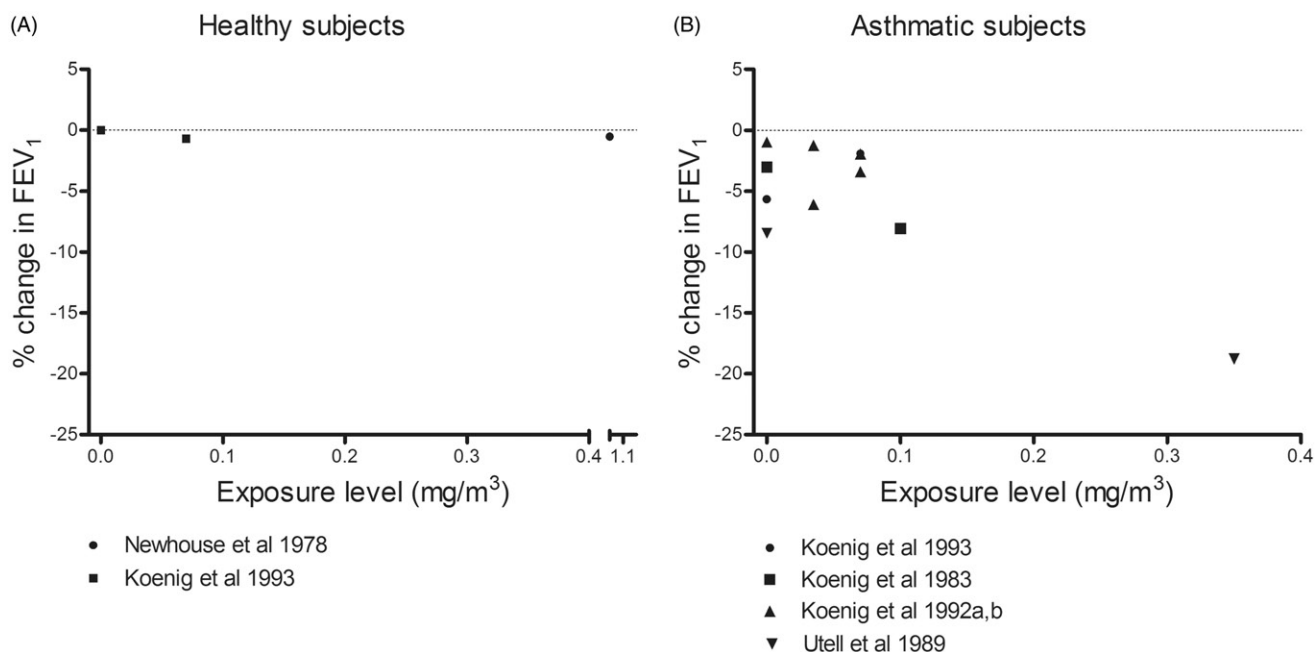 (A) Healthy subjects
5
0
-5
-10
-15
-20
-25
% change in FEV₁
0.0 0.1 0.2 0.3 0.4 1.1
Exposure level (mg/m³)
Newhouse et al 1978
Koenig et al 1993
(B) Asthmatic subjects
5
0
-5
-10
-15
-20
-25
% change in FEV₁
0.0 0.1 0.2 0.3 0.4
Exposure level (mg/m³)
Koenig et al 1993
Koenig et al 1983
Koenig et al 1992a,b
Utell et al 1989